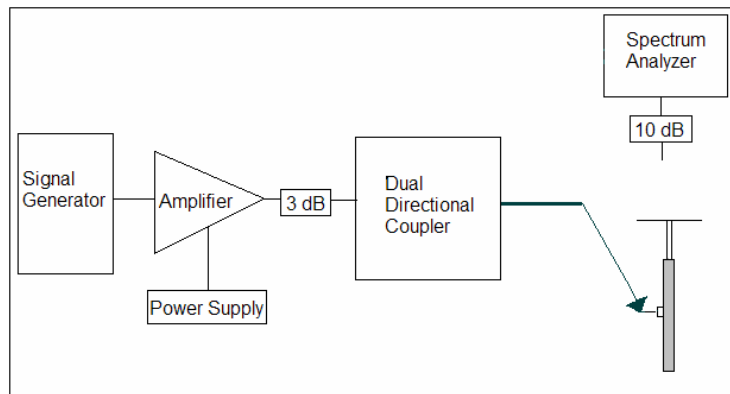 Spectrum
Analyzer
10 dB
Signal
Generator
Amplifier
3 dB
Dual
Directional
Coupler
Power Supply